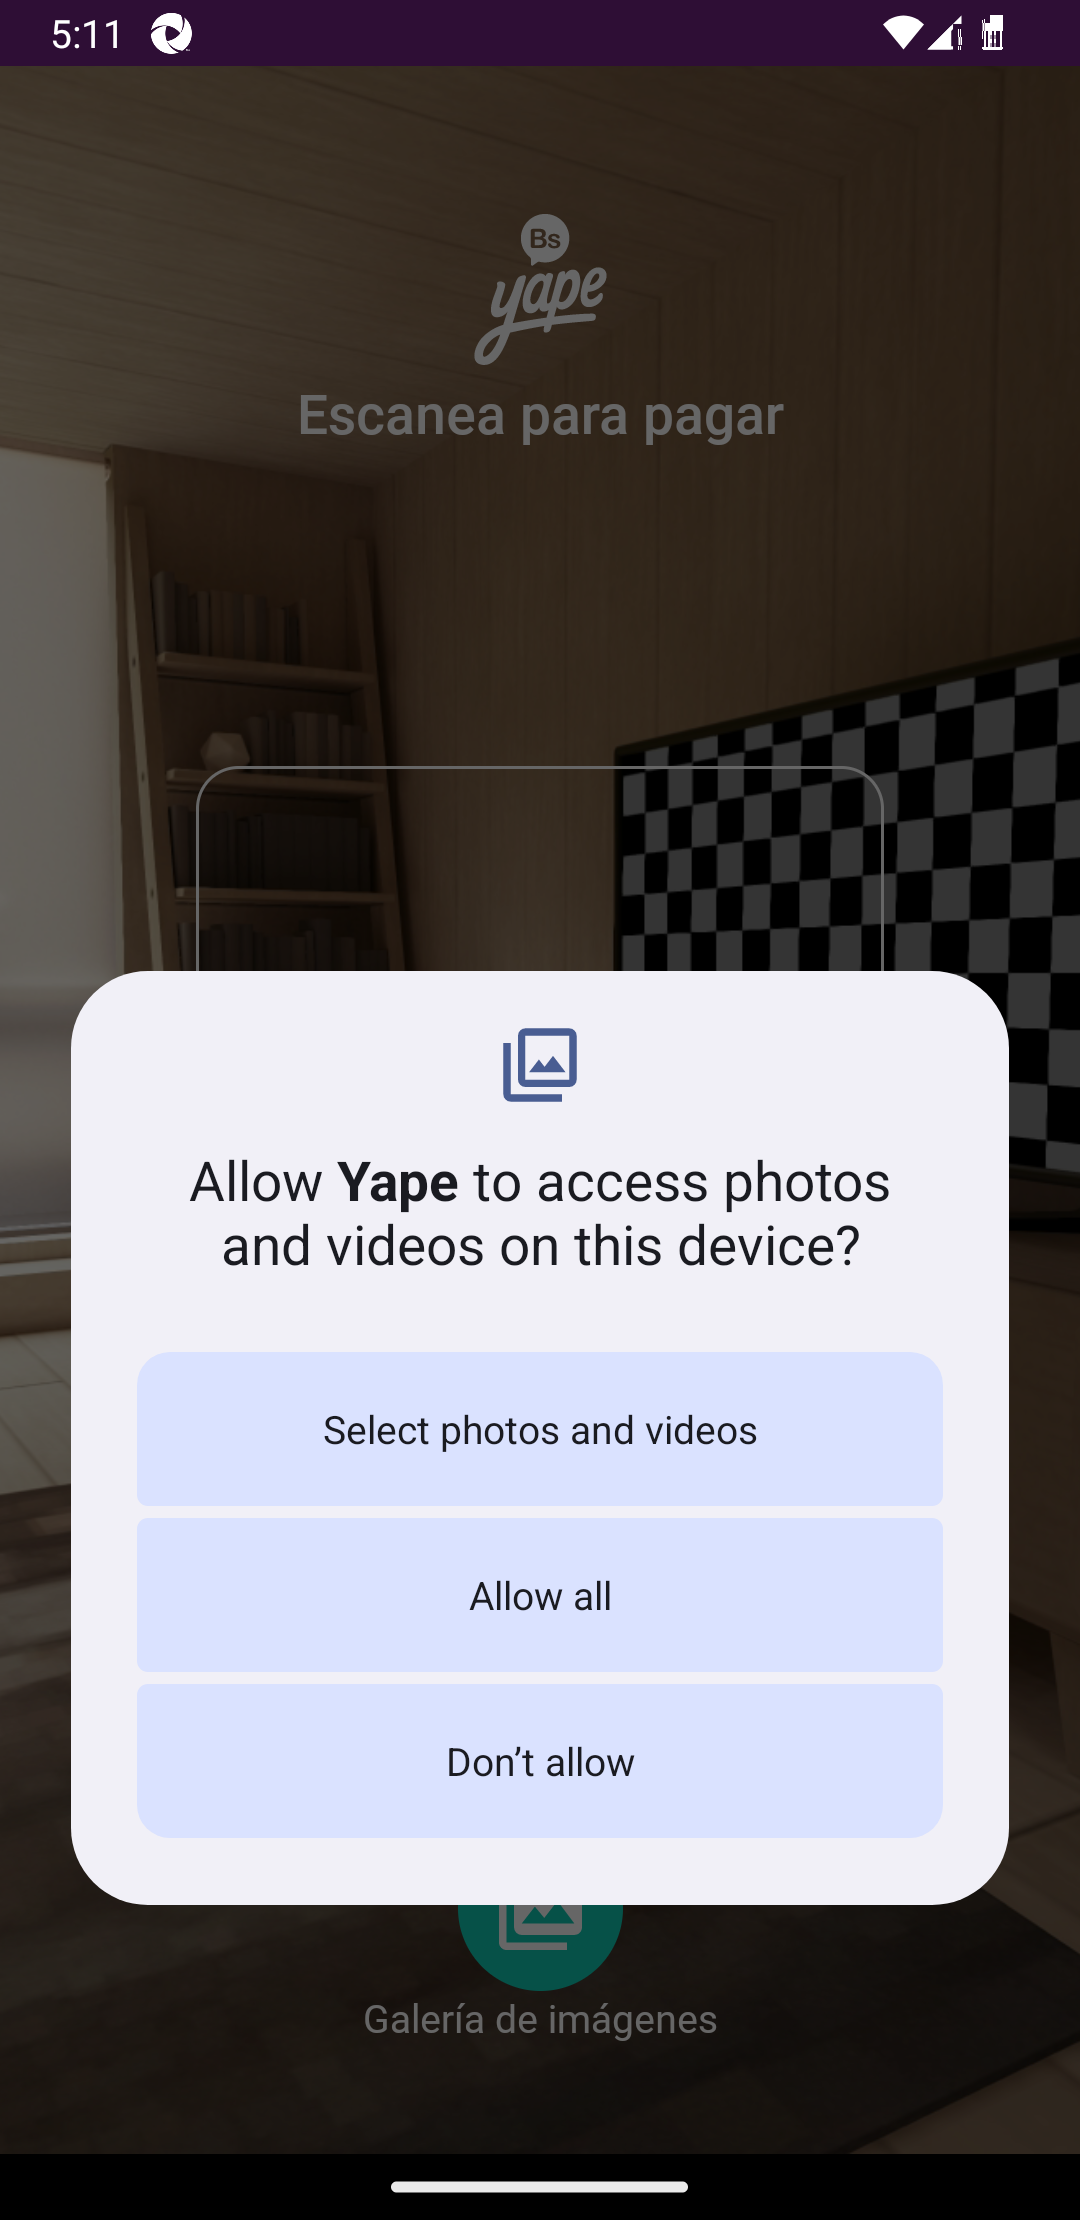 5:11
Bs
yape
Escanea para pagar
Allow Yape to access photos
and videos on this device?
Select photos and videos
Allow all
Don’t allow
Galería de imágenes